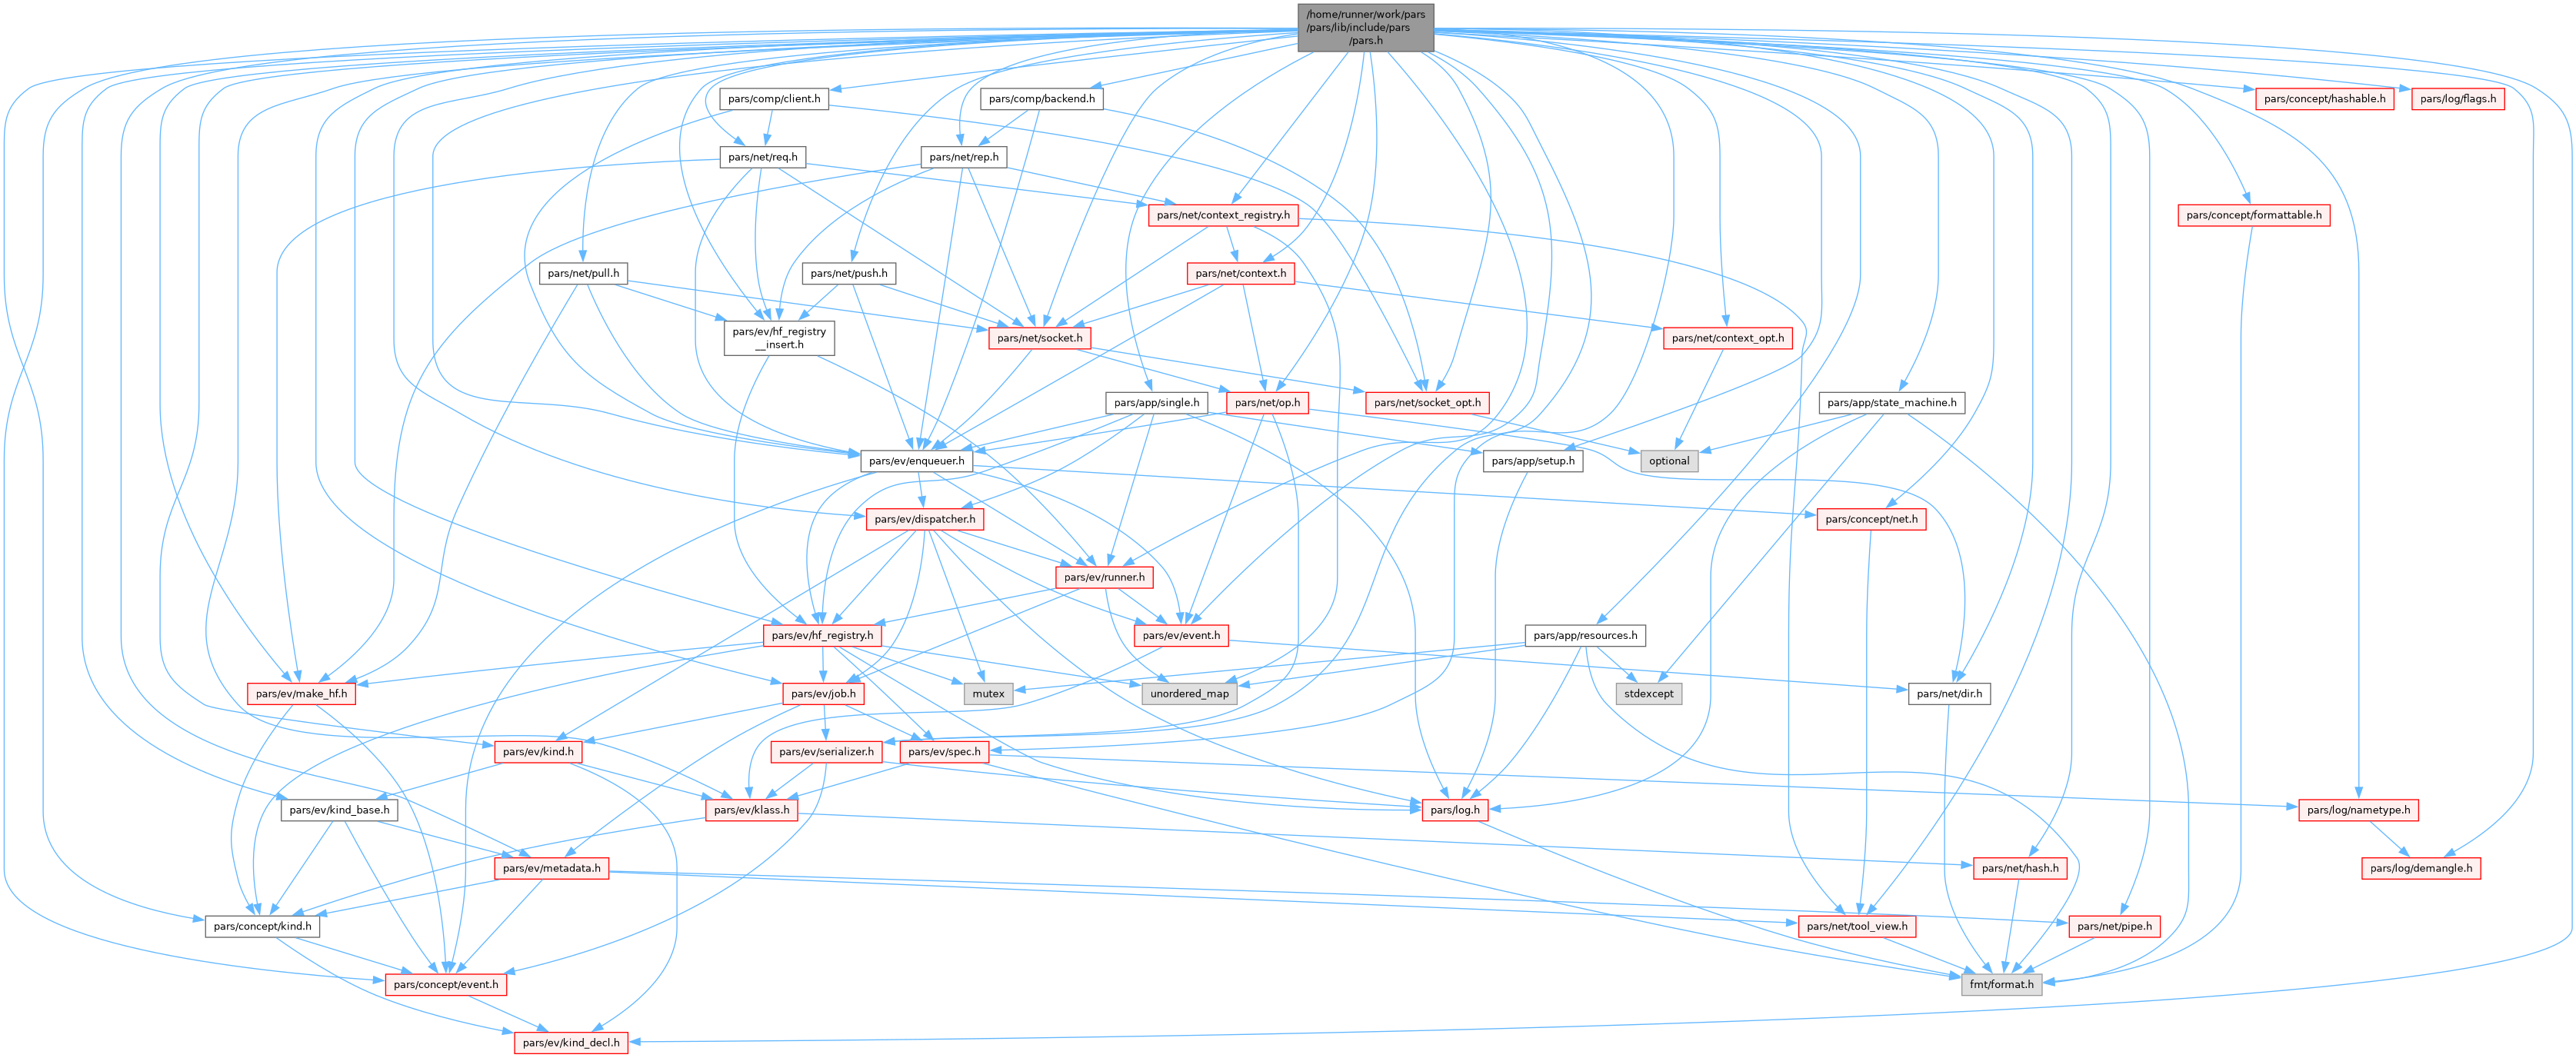 /home/runner/work/pars
/pars/lib/include/pars
/pars.h
pars/comp/client.h
pars/comp/backend.h
pars/concept/hashable.h
pars/log/flags.h
pars/net/req.h
pars/net/rep.h
pars/net/context_registry.h
pars/concept/formattable.h
pars/net/pull.h
pars/net/push.h
pars/net/context.h
pars/ev/hf_registry
__insert.h
pars/net/socket.h
pars/net/context_opt.h
pars/app/single.h
pars/net/op.h
pars/net/socket_opt.h
pars/app/state_machine.h
pars/ev/enqueuer.h
pars/app/setup.h
optional
pars/ev/dispatcher.h
pars/concept/net.h
pars/ev/runner.h
pars/ev/hf_registry.h
pars/ev/event.h
pars/app/resources.h
pars/ev/make_hf.h
pars/ev/job.h
mutex
unordered_map
stdexcept
pars/net/dir.h
pars/ev/kind.h
pars/ev/serializer.h
pars/ev/spec.h
pars/ev/kind_base.h
pars/ev/klass.h
pars/log.h
pars/log/nametype.h
pars/ev/metadata.h
pars/net/hash.h
pars/log/demangle.h
pars/concept/kind.h
pars/net/tool_view.h
pars/net/pipe.h
pars/concept/event.h
fmt/format.h
pars/ev/kind_decl.h